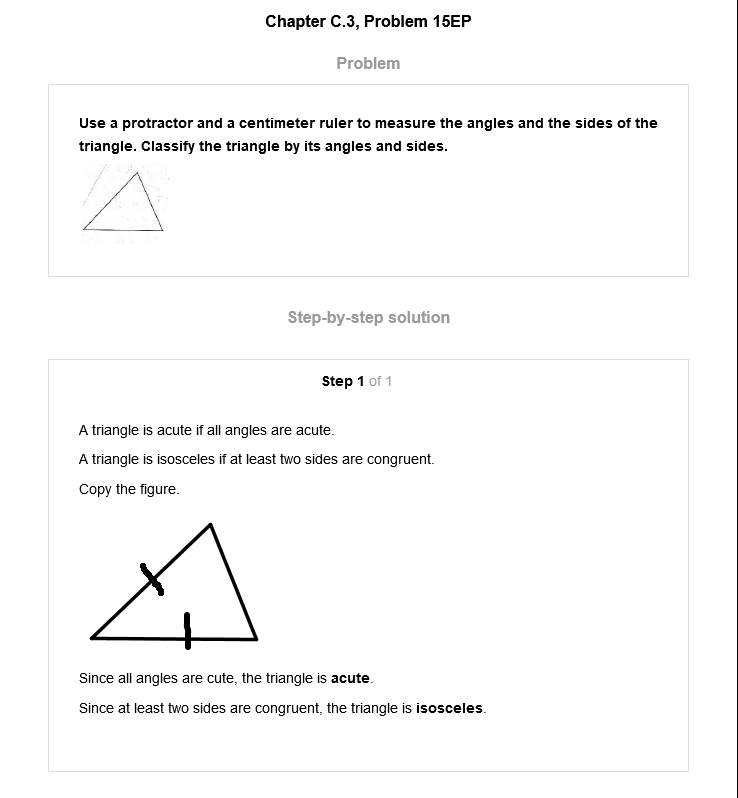 Chapter C.3, Problem 15EP
Problem
Use a protractor and a centimeter ruler to measure the angles and the sides of the
triangle. Classify the triangle by its angles and sides.
Step-by-step solution
Step 1 of 1
A triangle is acute if all angles are acute.
A triangle is isosceles if at least two sides are congruent.
Copy the figure.
Since all angles are cute, the triangle is acute.
Since at least two sides are congruent, the triangle is isosceles.